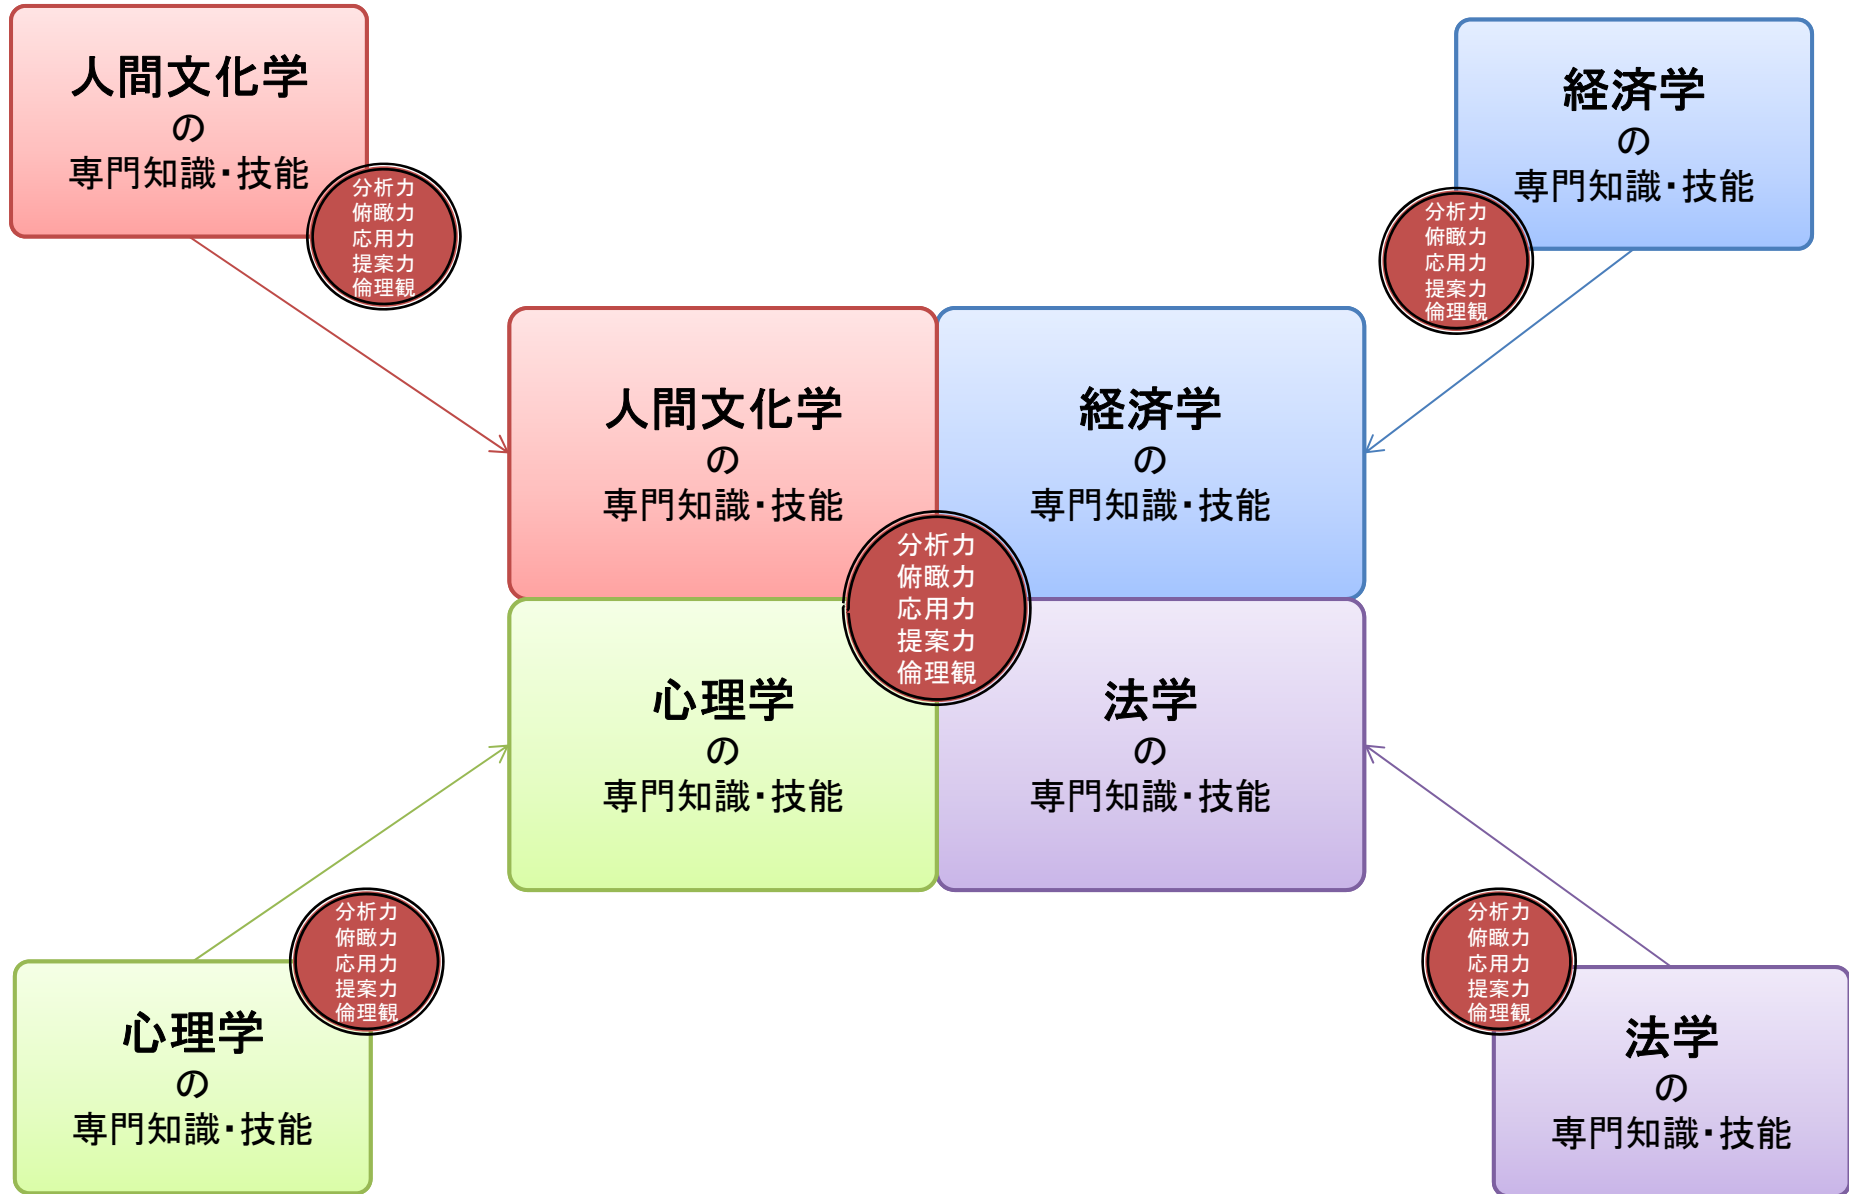 人間文化学
の
専門知識・技能
分析力
俯瞰力
応用力
提案力
倫理観
経済学
の
専門知識・技能
分析力
俯瞰力
応用力
提案力
倫理観
人間文化学
の
専門知識・技能
経済学
の
専門知識・技能
分析力
俯瞰力
応用力
提案力
倫理観
心理学
の
専門知識・技能
法学
の
専門知識・技能
分析力
俯瞰力
応用力
提案力
倫理観
心理学
の
専門知識・技能
分析力
俯瞰力
応用力
提案力
倫理観
法学
の
専門知識・技能